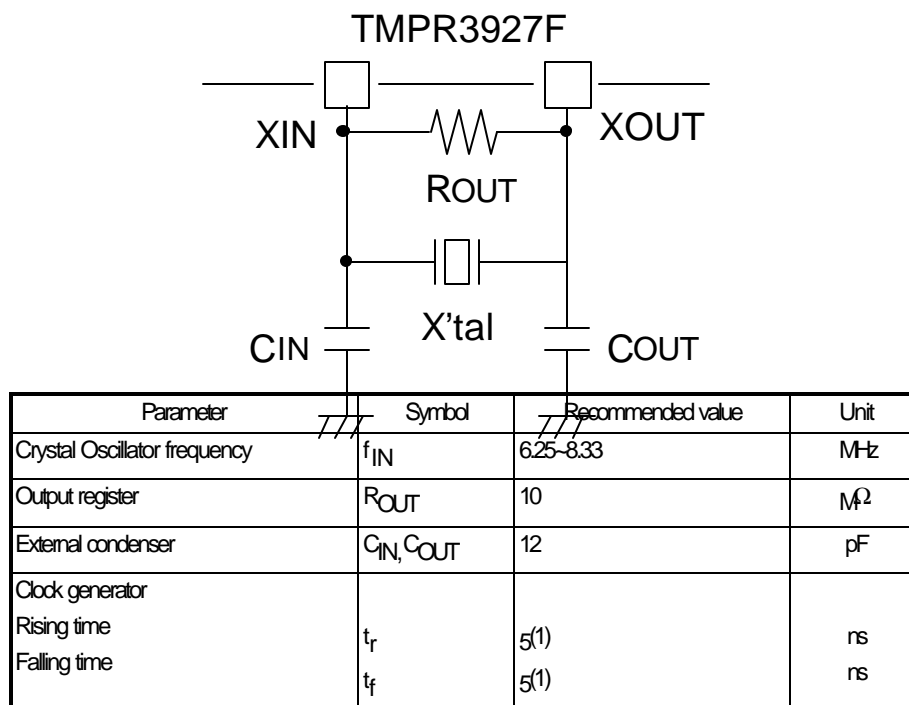 TMPR3927F
XIN
XOUT
ROUT
X'tal
CIN
COUT
Parameter Symbol Recommended value Unit
Crystal Oscillator frequency fIN 6.25~8.33 MHz
Output register ROUT 10 MΩ
External condenser CIN, COUT 12 pF
Clock generator
Rising time tr 5(1) ns
Falling time tf 5(1) ns